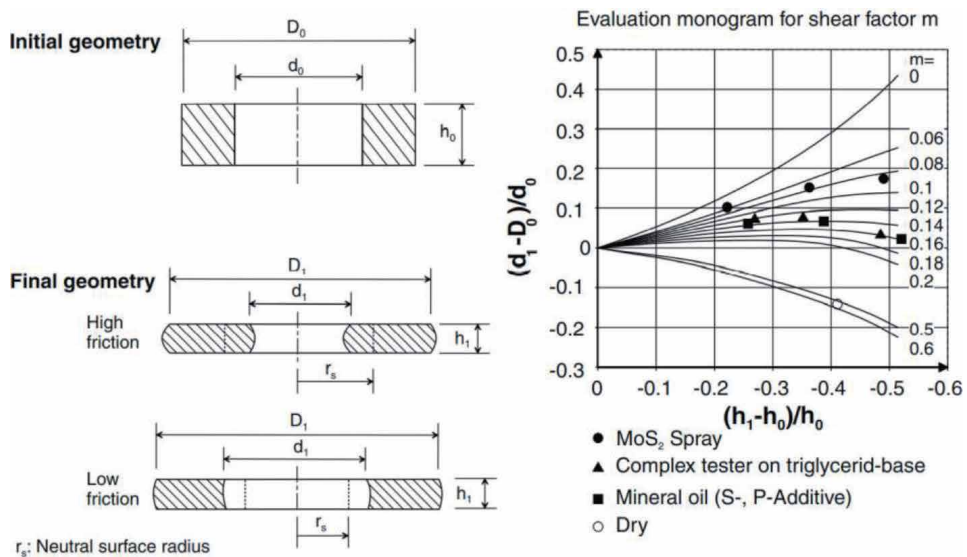 Initial geometry
D0
d0
h0
Final geometry
D1
d1
High
friction
h1
rs
D1
d1
Low
friction
h1
rs
rs: Neutral surface radius
Evaluation monogram for shear factor m
0.5
0.4
0.3
0.2
0.1
0
-0.1
-0.2
-0.3
(d1-D0)/d0
m=
0
0.06
0.08
0.1
0.12
0.14
0.16
0.18
0.2
0.5
0.6
0 -0.1 -0.2 -0.3 -0.4 -0.5 -0.6
(h1-h0)/h0
MoS2 Spray
Complex tester on triglycerid-base
Mineral oil (S-, P-Additive)
Dry